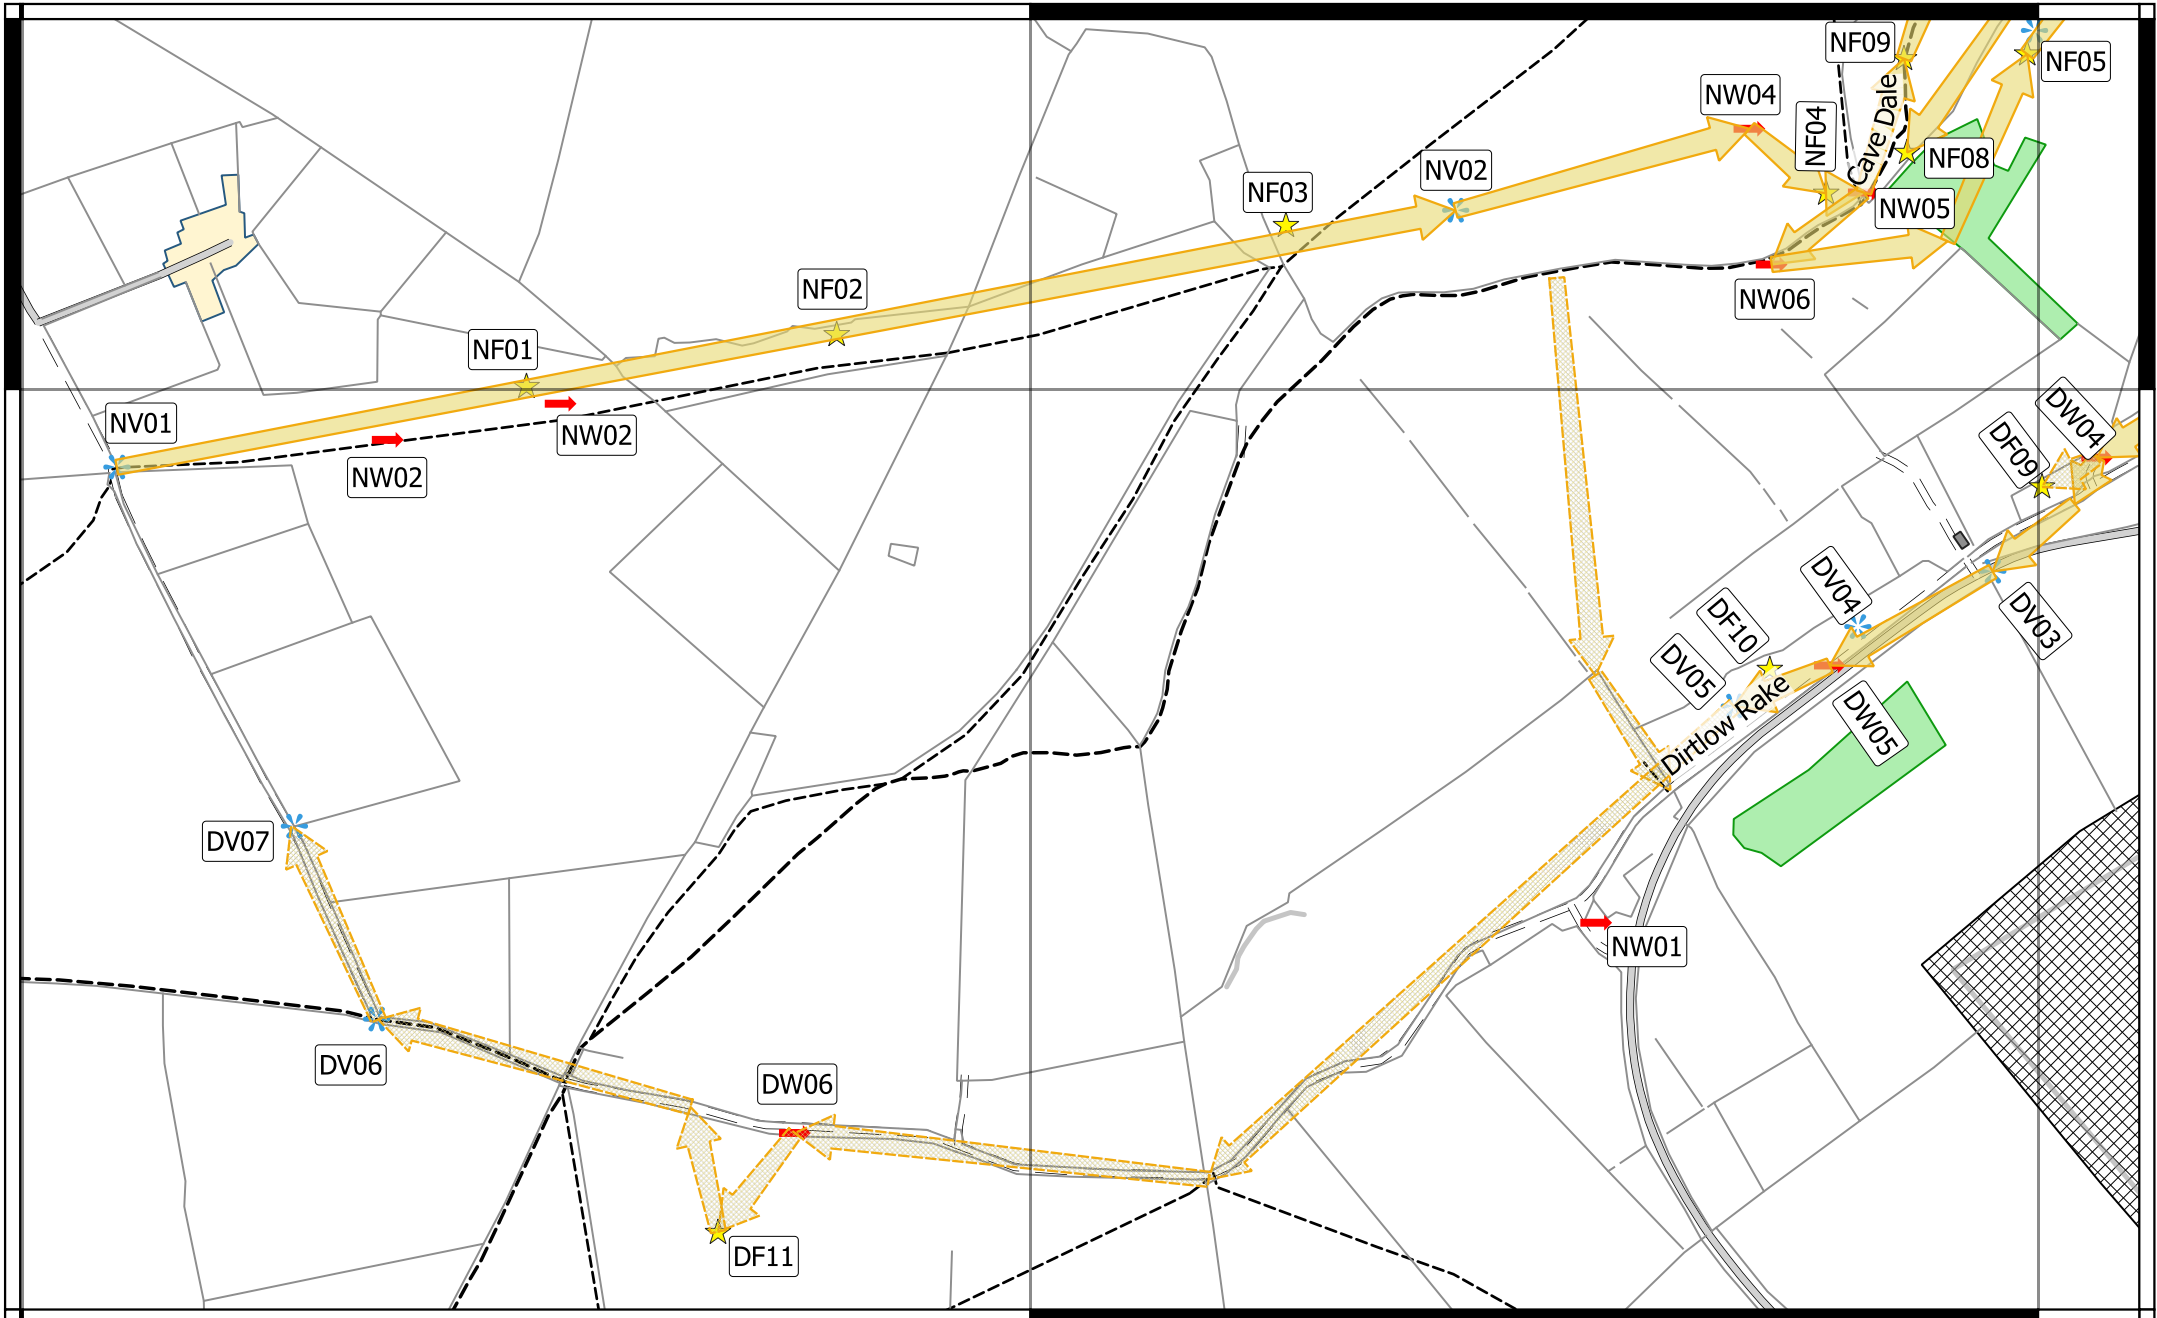 NF09
NF05
NW04
NF04
Cave Dale
NF08
NV02
NF03
NW05
NF02
NW06
NF01
NV01
NW02
NW02
DW04
DF09
DV04
DV03
DF10
DV05
Dirtlow Rake
DW05
DV07
NW01
DV06
DW06
DF11